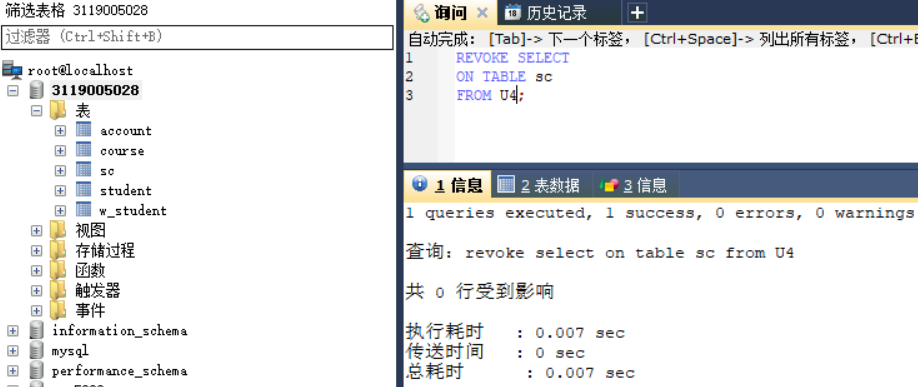 筛选表格 3119005028
过滤器 (Ctrl+Shift+B)
root@localhost
3119005028
表
account
course
sc
student
w_student
视图
存储过程
函数
触发器
事件
information_schema
mysql
performance_schema
询问
历史记录
自动完成: [Tab]-> 下一个标签, [Ctrl+Space]-> 列出所有标签, [Ctrl+E
1 REVOKE SELECT
2 ON TABLE sc
3 FROM U4;
1 信息
2 表数据
3 信息
1 queries executed, 1 success, 0 errors, 0 warnings
查询: revoke select on table sc from U4
共 0 行受到影响
执行耗时 : 0.007 sec
传送时间 : 0 sec
总耗时 : 0.007 sec